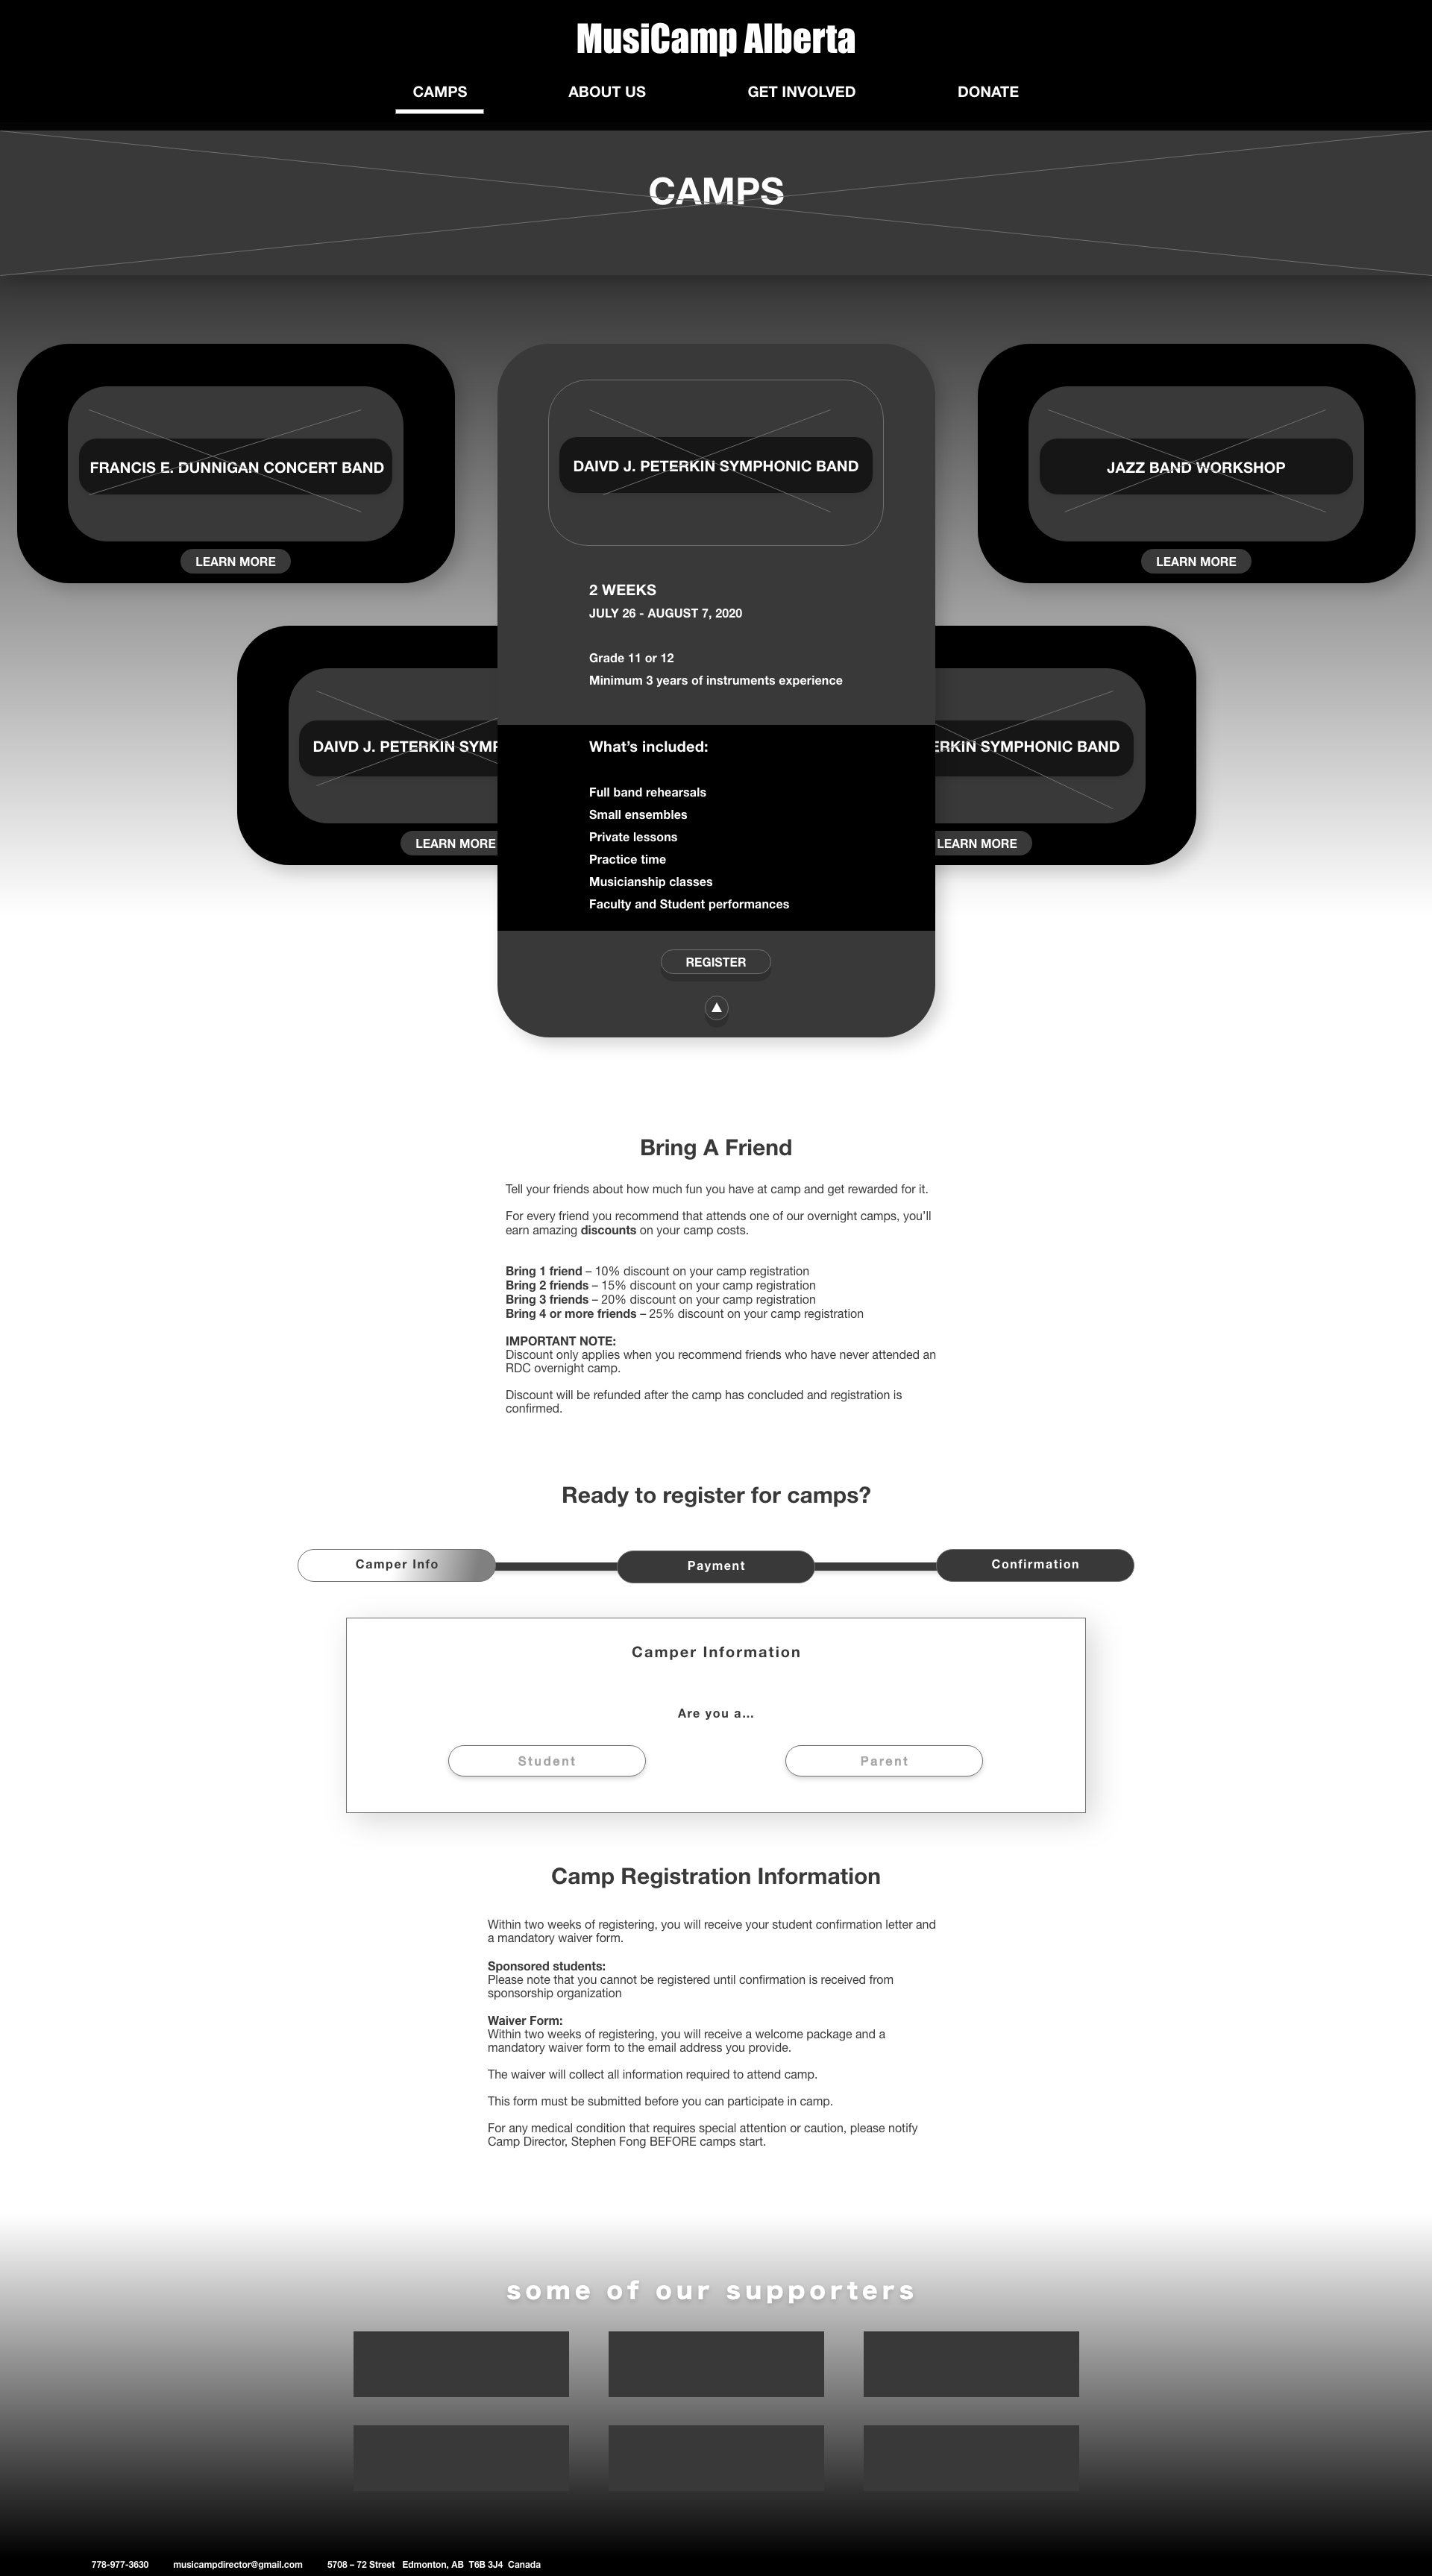 MusiCamp Alberta
CAMPS ABOUT US GET INVOLVED DONATE
CAMPS
FRANCIS E. DUNNIGAN CONCERT BAND
LEARN MORE
DAIVD J. PETERKIN SYMPHONIC BAND
JAZZ BAND WORKSHOP
LEARN MORE
2 WEEKS
JULY 26 - AUGUST 7, 2020
Grade 11 or 12
Minimum 3 years of instruments experience
DAIVD J. PETERKIN SYMP
LEARN MORE
ERKIN SYMPHONIC BAND
LEARN MORE
What's included:
Full band rehearsals
Small ensembles
Private lessons
Practice time
Musicianship classes
Faculty and Student performances
REGISTER
Bring A Friend
Tell your friends about how much fun you have at camp and get rewarded for it.
For every friend you recommend that attends one of our overnight camps, you'll
earn amazing discounts on your camp costs.
Bring 1 friend – 10% discount on your camp registration
Bring 2 friends – 15% discount on your camp registration
Bring 3 friends – 20% discount on your camp registration
Bring 4 or more friends – 25% discount on your camp registration
IMPORTANT NOTE:
Discount only applies when you recommend friends who have never attended an
RDC overnight camp.
Discount will be refunded after the camp has concluded and registration is
confirmed.
Ready to register for camps?
Camper Info Payment Confirmation
Camper Information
Are you a...
Student Parent
Camp Registration Information
Within two weeks of registering, you will receive your student confirmation letter and
a mandatory waiver form.
Sponsored students:
Please note that you cannot be registered until confirmation is received from
sponsorship organization
Waiver Form:
Within two weeks of registering, you will receive a welcome package and a
mandatory waiver form to the email address you provide.
The waiver will collect all information required to attend camp.
This form must be submitted before you can participate in camp.
For any medical condition that requires special attention or caution, please notify
Camp Director, Stephen Fong BEFORE camps start.
some of our supporters
778-977-3630 musicampdirector@gmail.com 5708 – 72 Street Edmonton, AB T6B 3J4 Canada